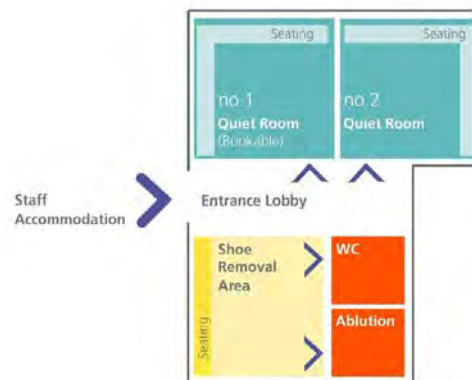 Seating
no.1
Quiet Room
(Bookable)
Seating
no.2
Quiet Room
Staff
Accommodation
Entrance Lobby
Seating
Shoe
Removal
Area
WC
Ablution